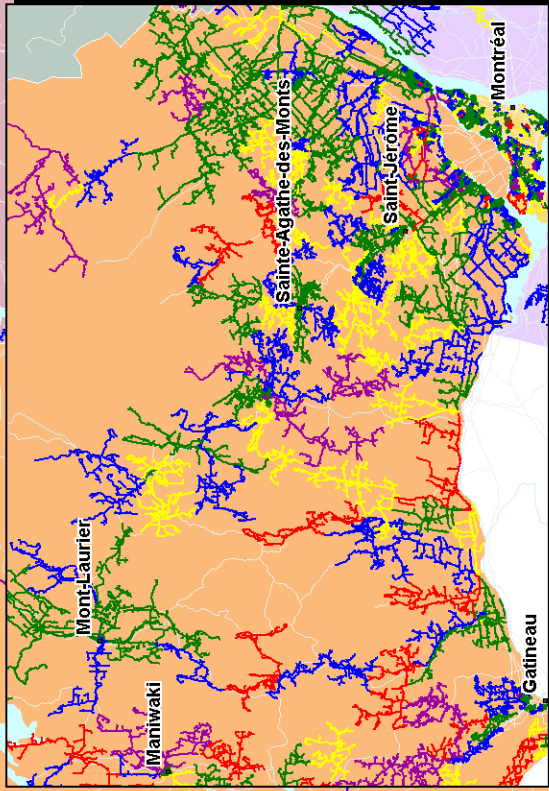 Mont-Laurier
Maniwaki
Sainte-Agathe-des-Monts
Saint-Jérôme
Montréal
Gatineau